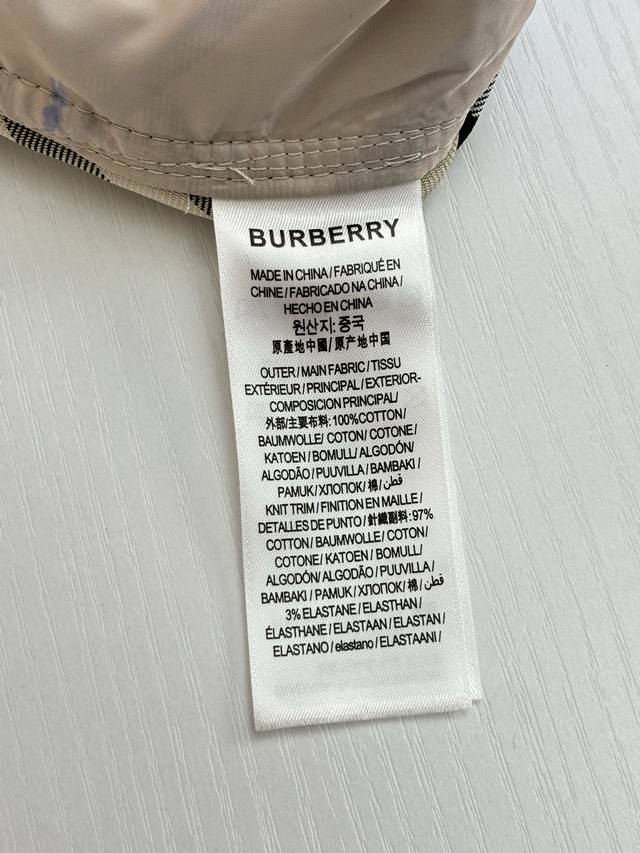 BURBERRY
MADE IN CHINA / FABRIQUÉ EN
CHINE / FABRICADO NA CHINA /
HECHO EN CHINA
원산지: 중국
原產地中國/ 原产地中国
OUTER / MAIN FABRIC / TISSU
EXTÉRIEUR / PRINCIPAL / EXTERIOR-
COMPOSICION PRINCIPAL/
外部/主要布料: 100%COTTON /
BAUMWOLLE/ COTON/ COTONE/
KATOEN / BOMULL/ ALGODÓN/
ALGODÃO / PUUVILLA / BAMBAKI /
PAMUK / ХЛОПОК/ 棉/ قطن/
KNIT TRIM / FINITION EN MAILLE /
DETALLES DE PUNTO / 針織副料: 97%
COTTON / BAUMWOLLE / COTON/
COTONE / KATOEN / BOMULL/
ALGODÓN/ ALGODÃO / PUUVILLA /
BAMBAKI / PAMUK / ХЛОПОК/ 棉/ قطن/
3% ELASTANE / ELASTHAN /
ÉLASTHANE / ELASTAAN / ELASTAN /
ELASTANO / elastano / ELASTAANI /